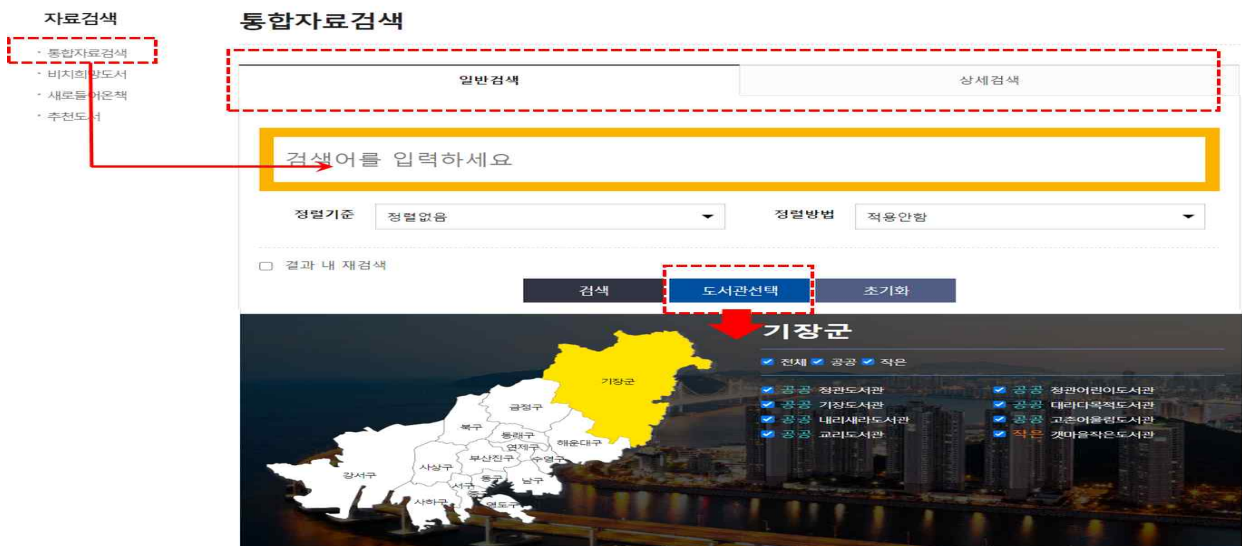 자료검색
· 통합자료검색
· 비치희망도서
· 새로들어온책
· 추천도서
통합자료검색
일반검색 상세검색
검색어를 입력하세요
정렬기준 정렬없음 정렬방법 적용안함
결과 내 재검색
검색 도서관선택 초기화
기장군
전체 공공 작은
공공 정관도서관 공공 정관어린이도서관
공공 기장도서관 공공 대라다목적도서관
공공 내리새라도서관 공공 고촌어울림도서관
공공 교리도서관 작은 갯마을작은도서관
기장군
금정구
북구
동래구
해운대구
연제구
부산진구 수영구
사상구
강서구
동구
남구
서구
중구
사하구
영도구